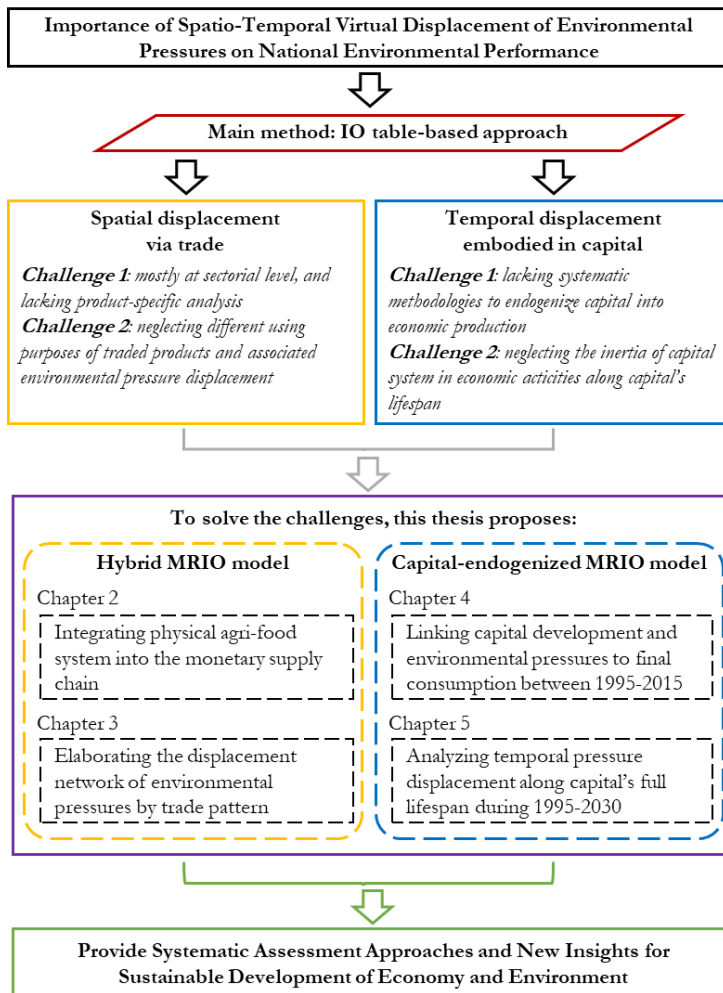 Importance of Spatio-Temporal Virtual Displacement of Environmental
Pressures on National Environmental Performance
Main method: IO table-based approach
Spatial displacement
via trade
Challenge 1: mostly at sectorial level, and
lacking product-specific analysis
Challenge 2: neglecting different using
purposes of traded products and associated
environmental pressure displacement
Temporal displacement
embodied in capital
Challenge 1: lacking systematic
methodologies to endogenize capital into
economic production
Challenge 2: neglecting the inertia of capital
system in economic acticities along capital's
lifespan
To solve the challenges, this thesis proposes:
Hybrid MRIO model
Chapter 2
Integrating physical agri-food
system into the monetary supply
chain
Chapter 3
Elaborating the displacement
network of environmental
pressures by trade pattern
Capital-endogenized MRIO model
Chapter 4
Linking capital development and
environmental pressures to final
consumption between 1995-2015
Chapter 5
Analyzing temporal pressure
displacement along capital's full
lifespan during 1995-2030
Provide Systematic Assessment Approaches and New Insights for
Sustainable Development of Economy and Environment